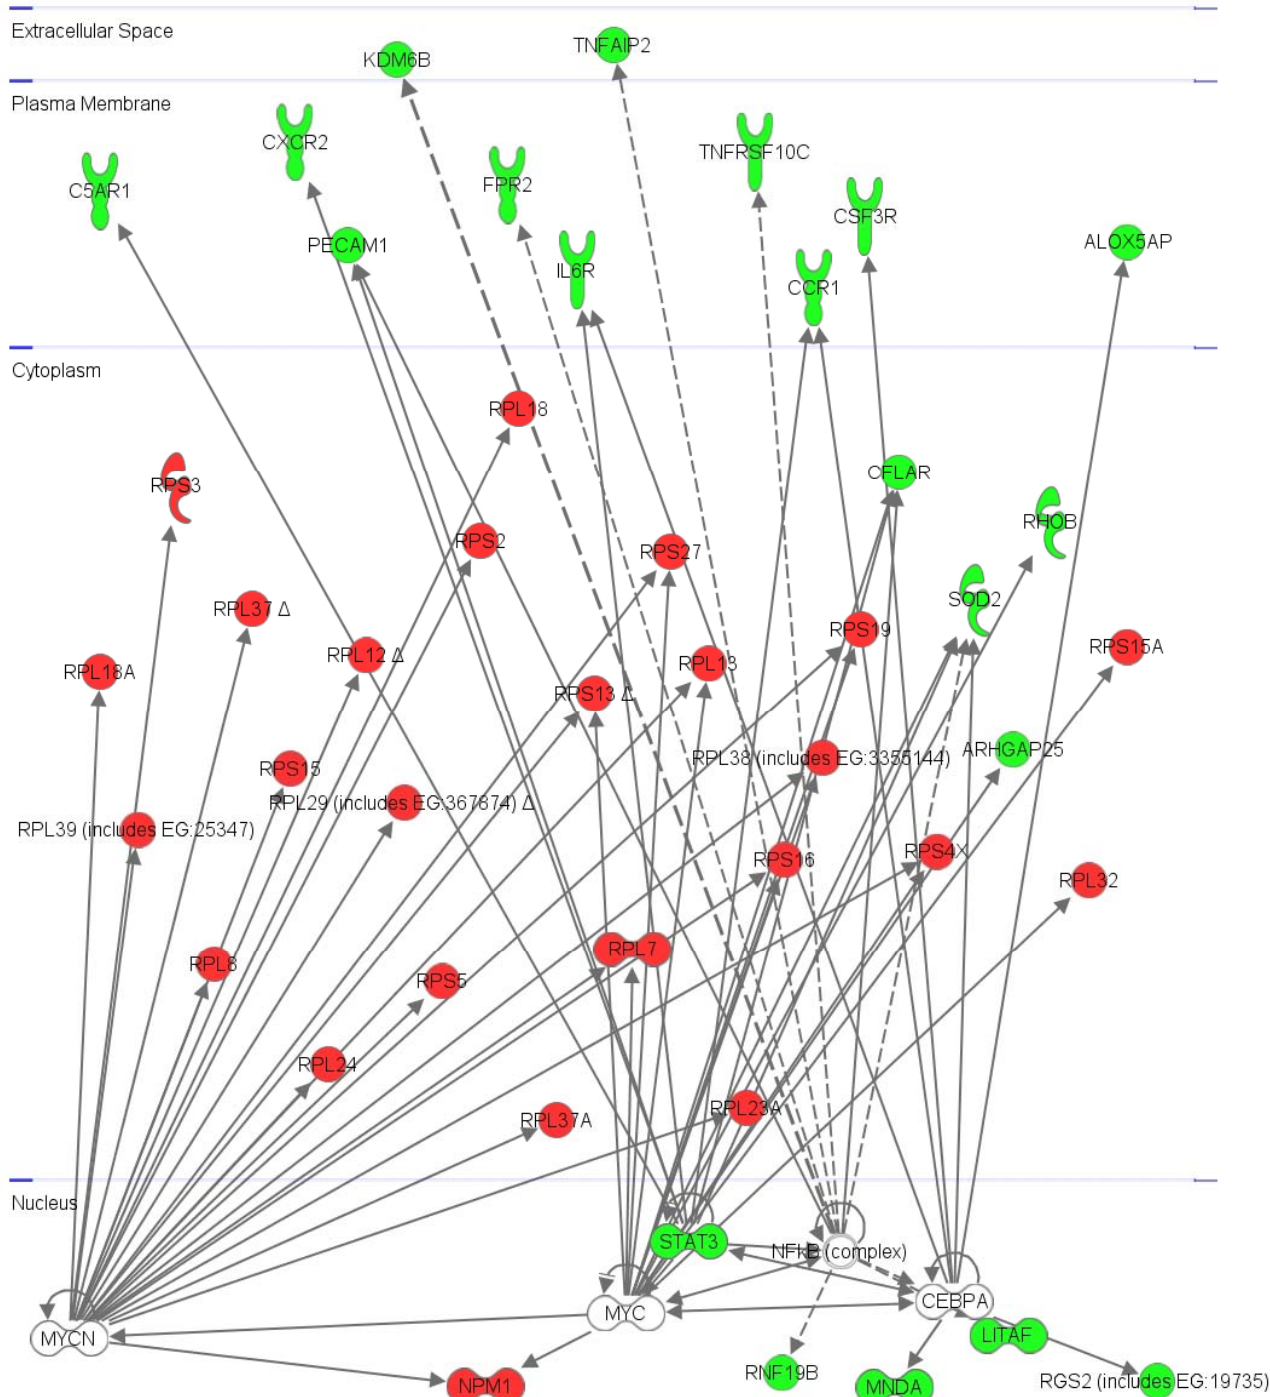 Extracellular Space
KDM6B
TNFAIP2
Plasma Membrane
CXCR2
TNFRSF10C
C5AR1
FPR2
CSF3R
PECAM1
ALOX5AP
IL6R
CCR1
Cytoplasm
RPL18
CFLAR
RPS3
RHOB
RPS2
RPS27
SOD2
RPL37 Δ
RPS19
RPS15A
RPL12 Δ
RPL13
RPL18A
RPS13 Δ
ARHGAP25
RPL38 (includes EG:3355144)
RPS15
RPL29 (includes EG:367874) Δ
RPL39 (includes EG:25347)
RPS4X
RPS16
RPL32
RPL7
RPL8
RPS5
RPL24
RPL23A
RPL37A
Nucleus
STAT3
NFkB (complex)
CEBPA
MYC
MYCN
LITAF
RNF19B
RGS2 (includes EG:19735)
NPM1
MNDA